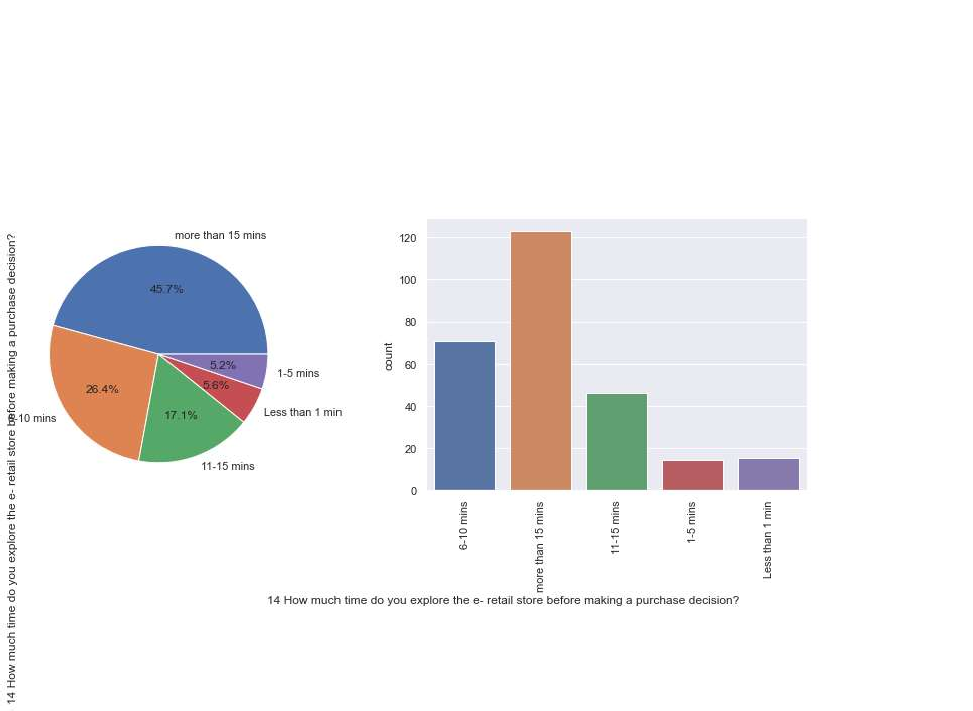 14 How much time do you explore the e- retail store before making a purchase decision?
more than 15 mins
45.7%
26.4%
6-10 mins
17.1%
11-15 mins
5.6%
Less than 1 min
5.2%
1-5 mins
count
120
100
80
60
40
20
0
6-10 mins
more than 15 mins
11-15 mins
1-5 mins
Less than 1 min
14 How much time do you explore the e- retail store before making a purchase decision?